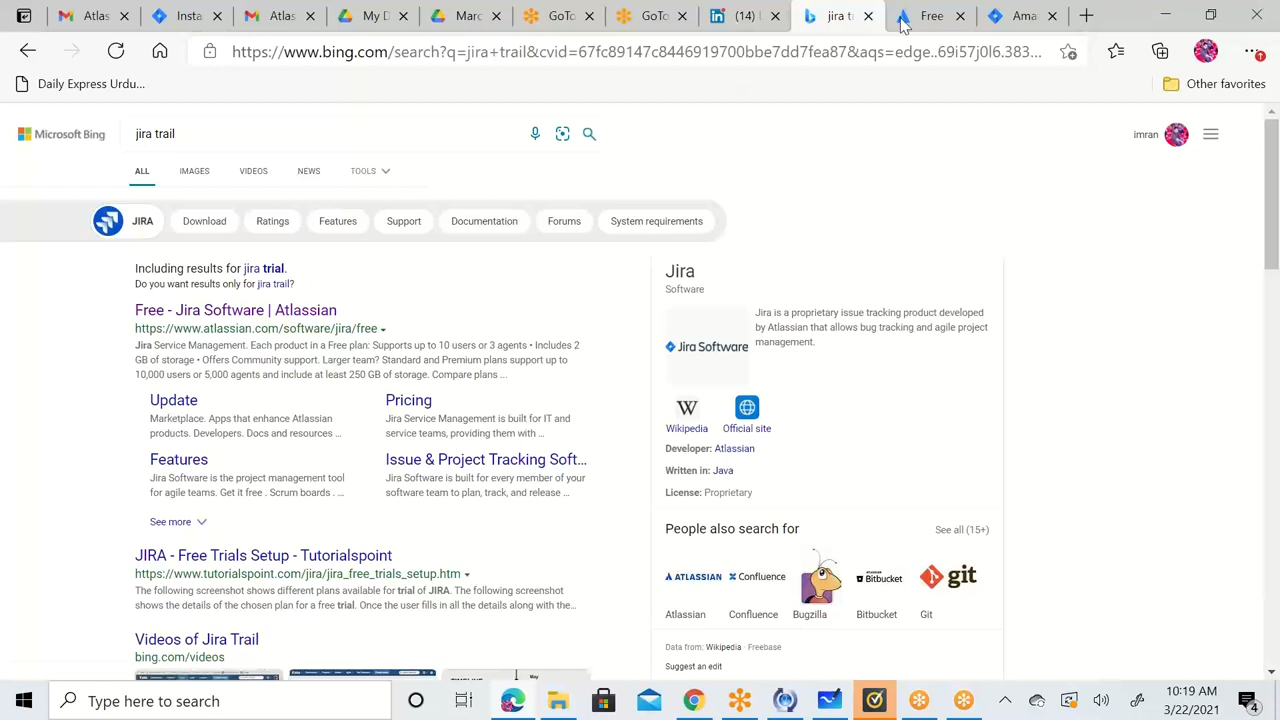 https://www.bing.com/search?q=jira+trail&cvid=67fc89147c8446919700bbe7dd7fea87&aqs=edge..69i57j0l6.383...
Daily Express Urdu...
Other favorites
Microsoft Bing
jira trail
imran
ALL IMAGES VIDEOS NEWS TOOLS
JIRA Download Ratings Features Support Documentation Forums System requirements
Including results for jira trial.
Do you want results only for jira trail?
Free - Jira Software | Atlassian
https://www.atlassian.com/software/jira/free
Jira Service Management. Each product in a Free plan: Supports up to 10 users or 3 agents • Includes 2
GB of storage • Offers Community support. Larger team? Standard and Premium plans support up to
10,000 users or 5,000 agents and include at least 250 GB of storage. Compare plans ...
Update
Marketplace. Apps that enhance Atlassian
products. Developers. Docs and resources ...
Pricing
Jira Service Management is built for IT and
service teams, providing them with ...
Features
Jira Software is the project management tool
for agile teams. Get it free . Scrum boards . ...
Issue & Project Tracking Soft...
Jira Software is built for every member of your
software team to plan, track, and release ...
See more
JIRA - Free Trials Setup - Tutorialspoint
https://www.tutorialspoint.com/jira/jira_free_trials_setup.htm
The following screenshot shows different plans available for trial of JIRA. The following screenshot
shows the details of the chosen plan for a free trial. Once the user fills in all the details along with the...
Videos of Jira Trail
bing.com/videos
Jira
Software
Jira Software
Jira is a proprietary issue tracking product developed
by Atlassian that allows bug tracking and agile project
management.
W
Wikipedia Official site
Developer: Atlassian
Written in: Java
License: Proprietary
People also search for
See all (15+)
ATLASSIAN Confluence Bitbucket git
Atlassian Confluence Bugzilla Bitbucket Git
Data from: Wikipedia · Freebase
Suggest an edit
Type here to search
10:19 AM
3/22/2021
4